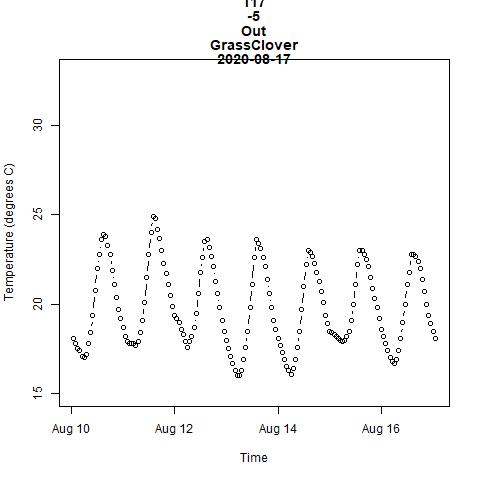 117
-5
Out
GrassClover
2020-08-17
30
25
20
15
Temperature (degrees C)
Aug 10
Aug 12
Aug 14
Aug 16
Time